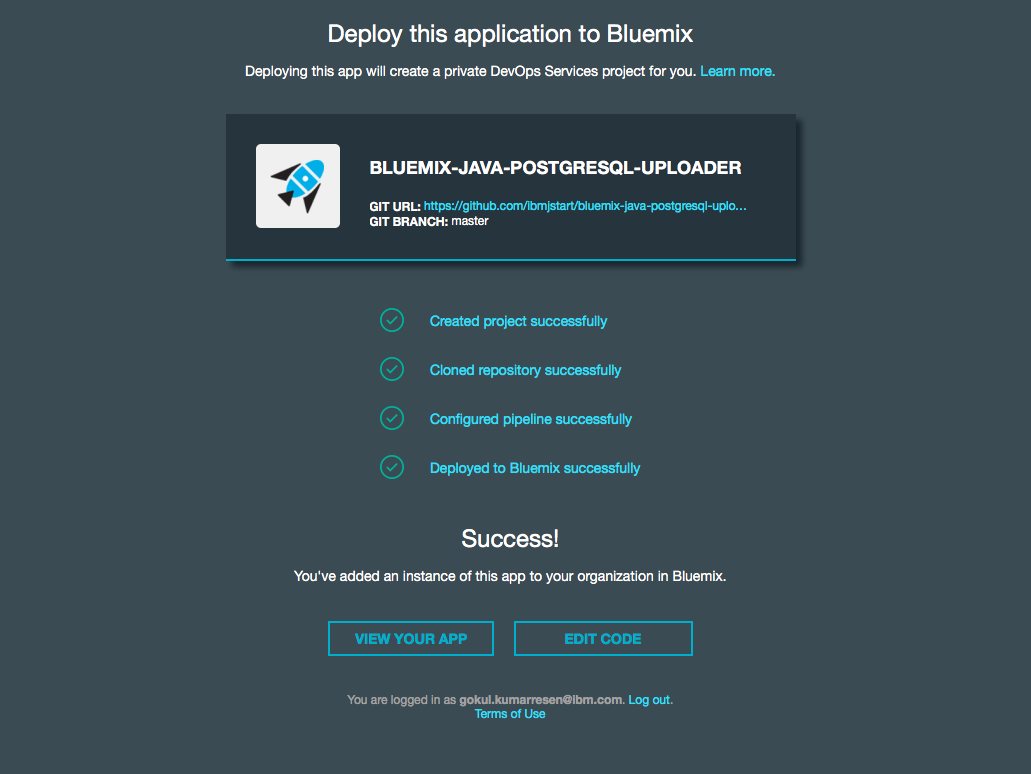 Deploy this application to Bluemix
Deploying this app will create a private DevOps Services project for you. Learn more.
BLUEMIX-JAVA-POSTGRESQL-UPLOADER
GIT URL: https://github.com/ibmjstart/bluemix-java-postgresql-uplo...
GIT BRANCH: master
Created project successfully
Cloned repository successfully
Configured pipeline successfully
Deployed to Bluemix successfully
Success!
You've added an instance of this app to your organization in Bluemix.
VIEW YOUR APP EDIT CODE
You are logged in as gokul.kumarresen@ibm.com. Log out.
Terms of Use